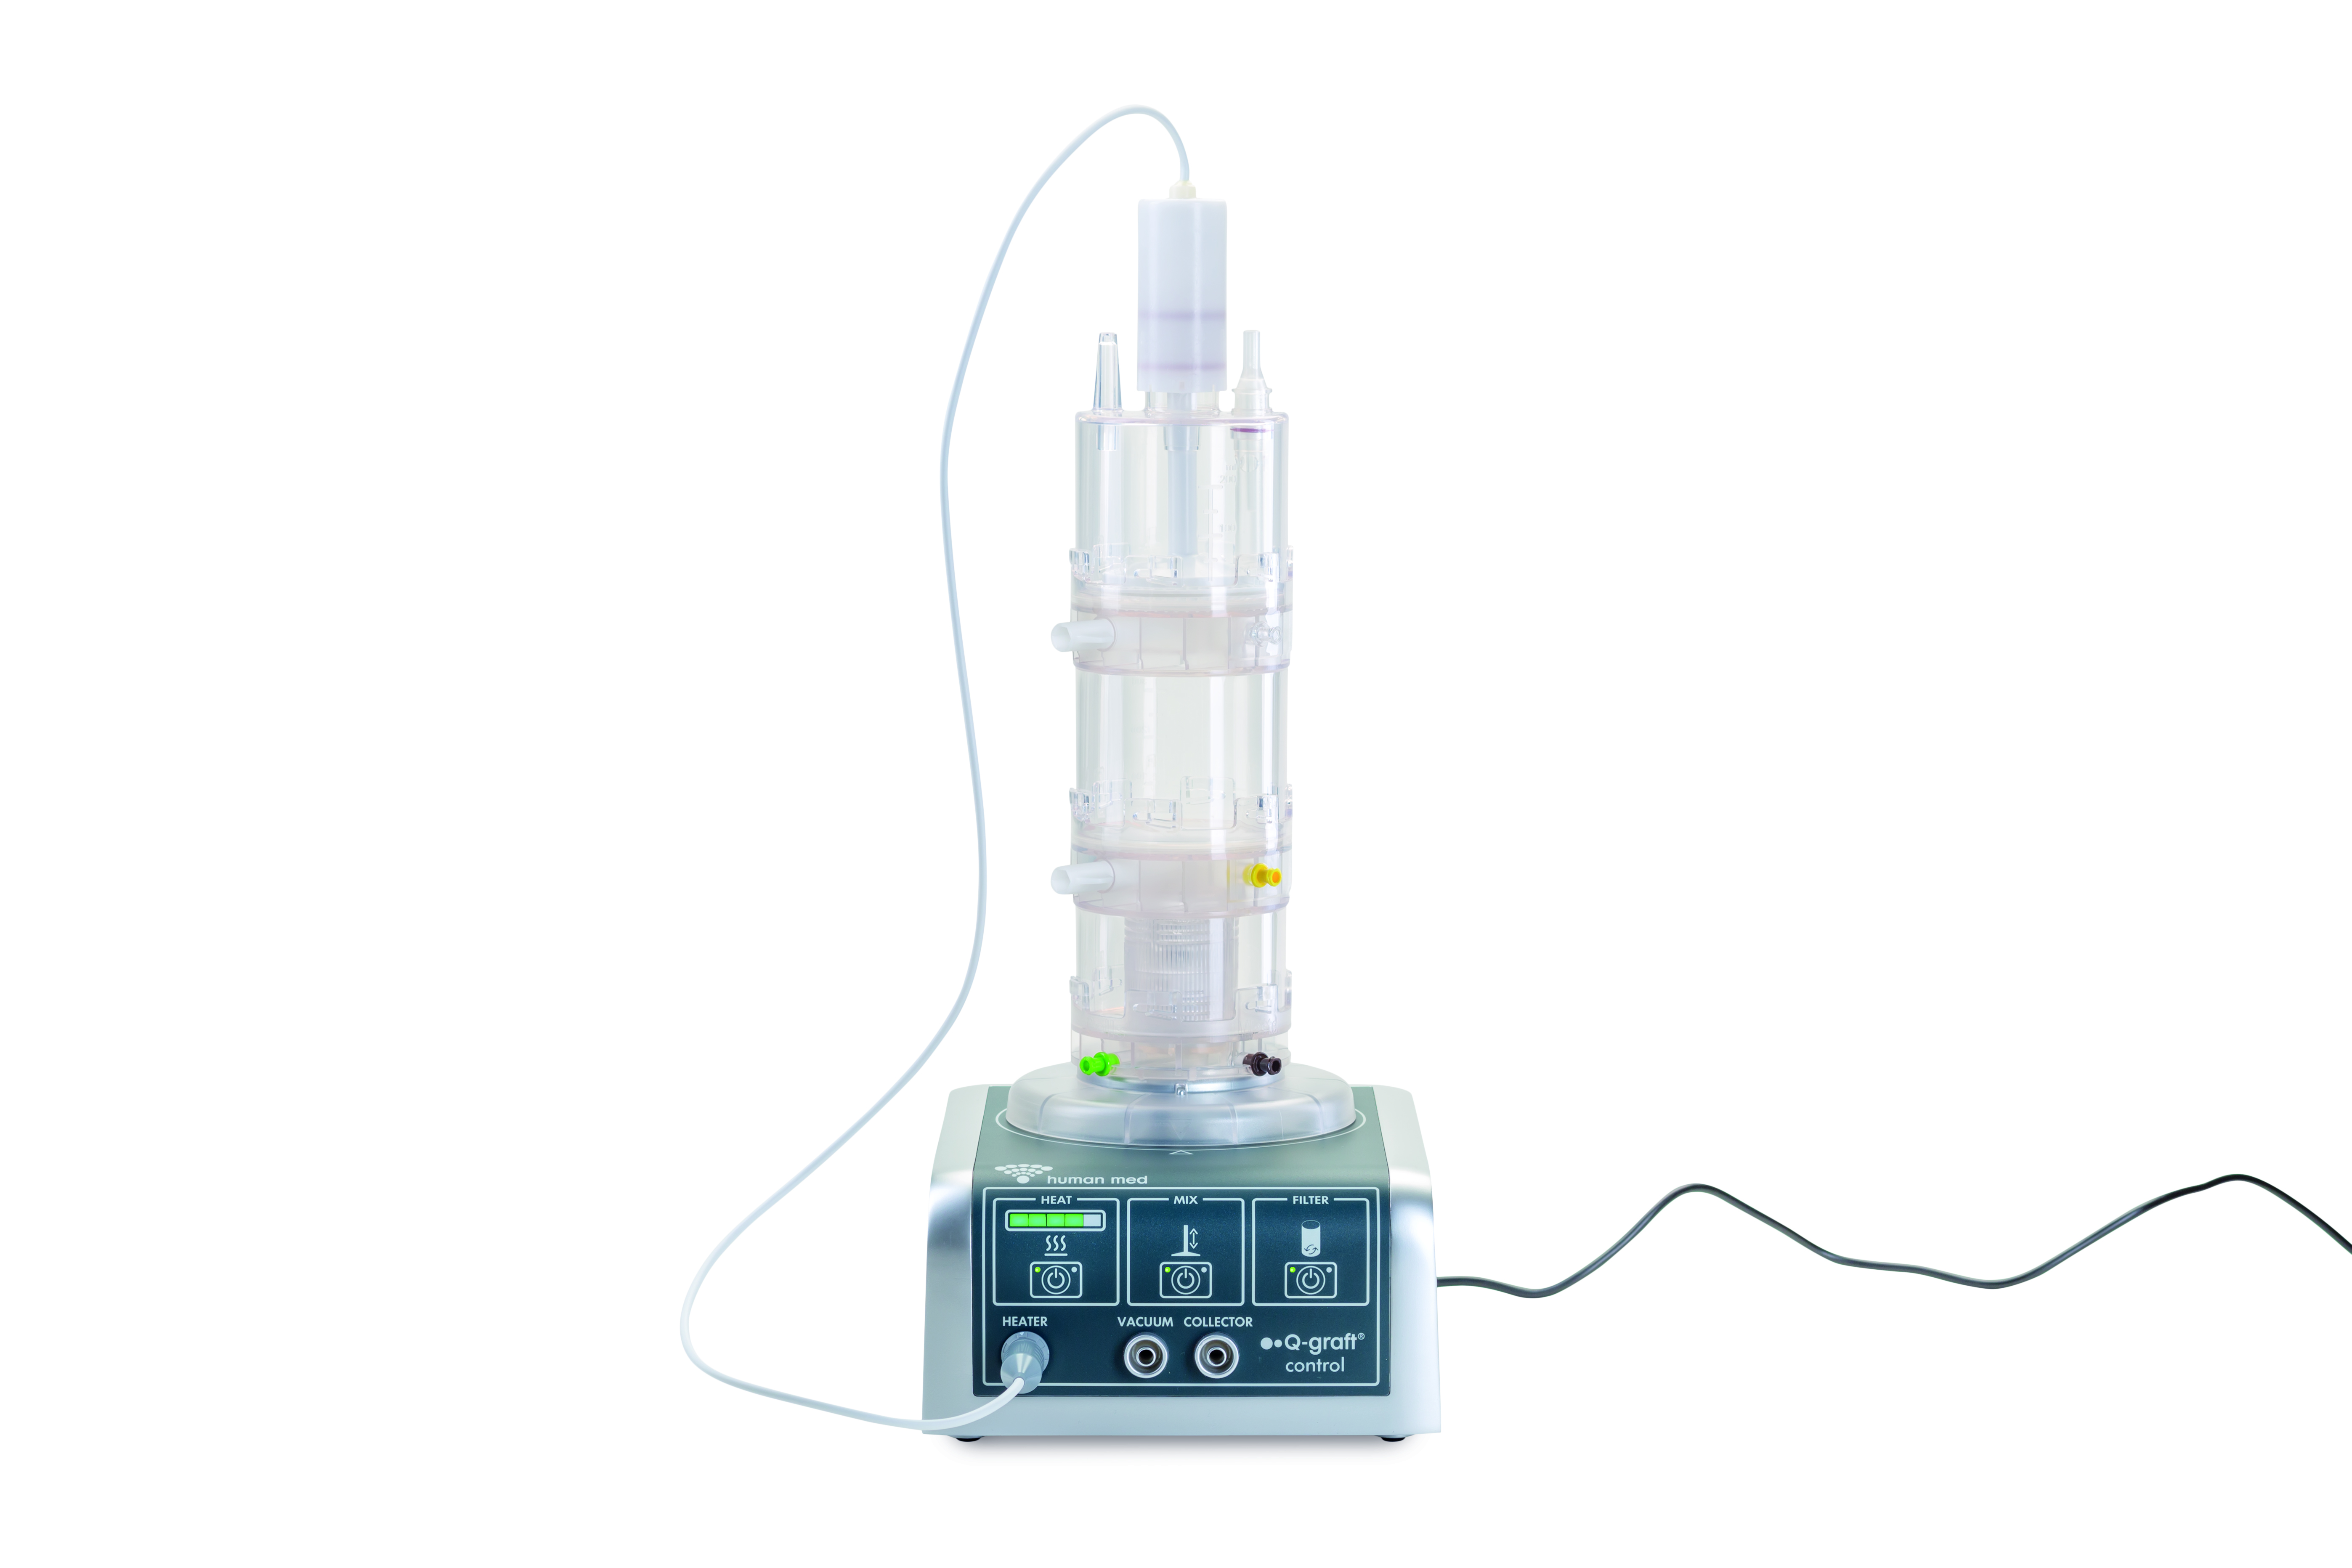 human med
HEAT
MIX
FILTER
HEATER
VACUUM
COLLECTOR
Q-graft®
control